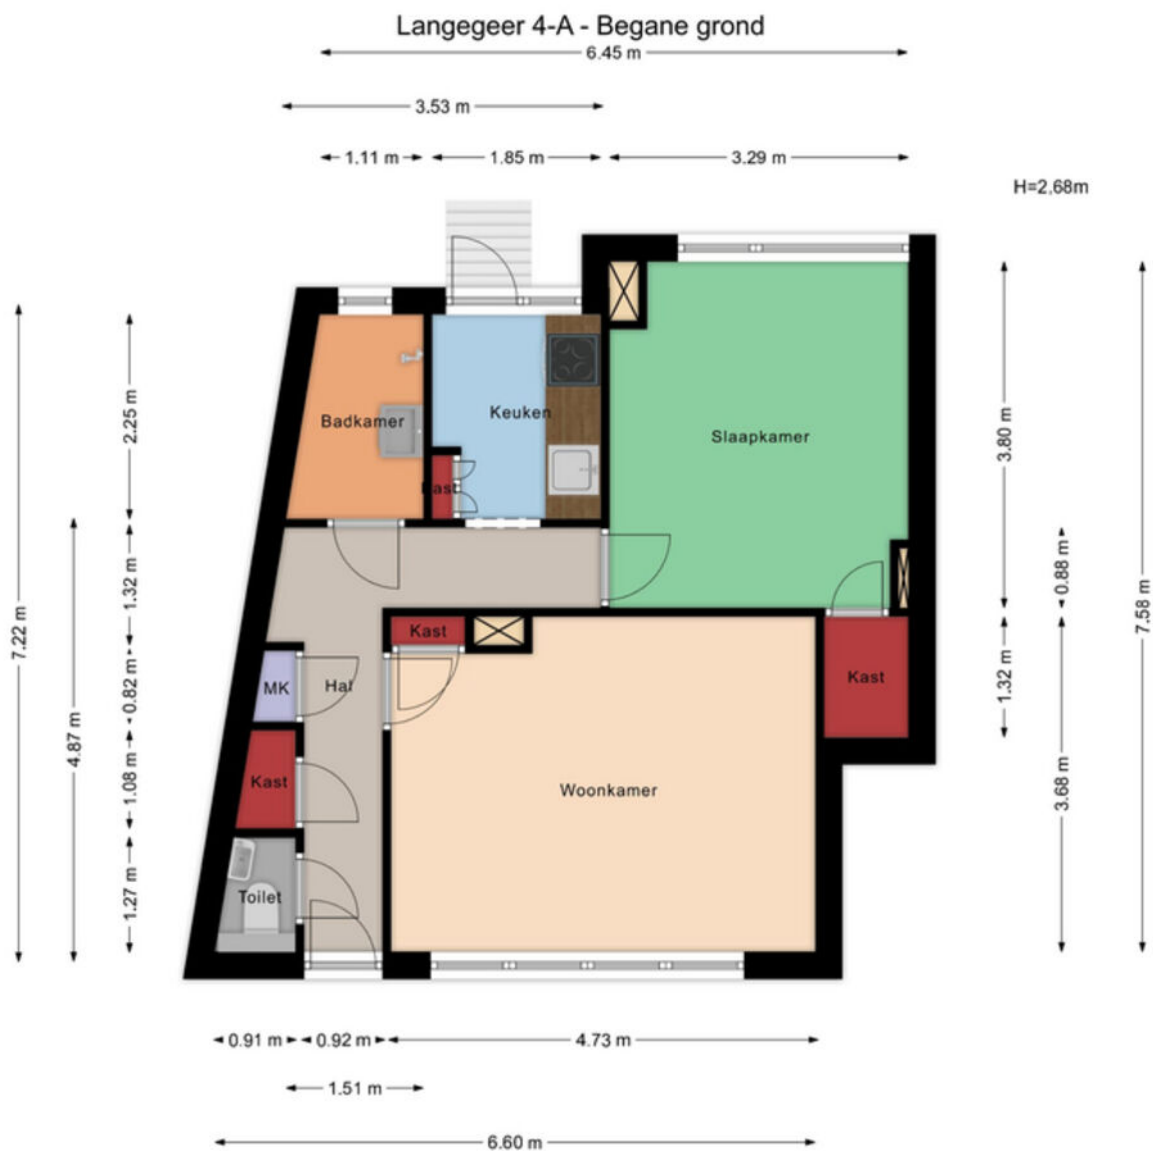 Langegeer 4-A - Begane grond
6.45 m
3.53 m
1.11 m
1.85 m
3.29 m
H=2.68m
2.25 m
Badkamer
Keuken
Slaapkamer
3.80 m
Kast
1.32 m
0.88 m
7.22 m
7.58 m
Kast
Kast
1.32 m
MK
Hal
0.82 m
4.87 m
Kast
1.08 m
Woonkamer
3.68 m
Toilet
1.27 m
0.91 m
0.92 m
4.73 m
1.51 m
6.60 m